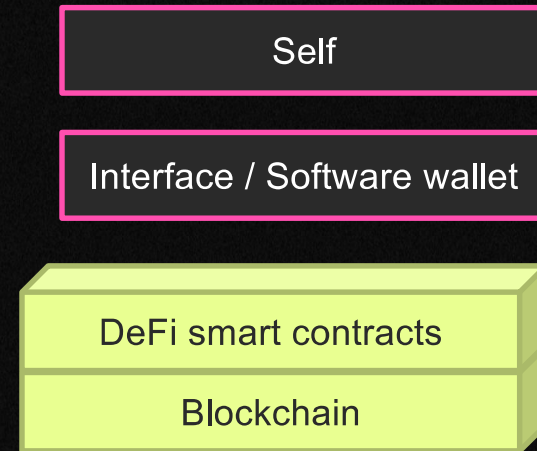 Self
Interface / Software wallet
DeFi smart contracts
Blockchain